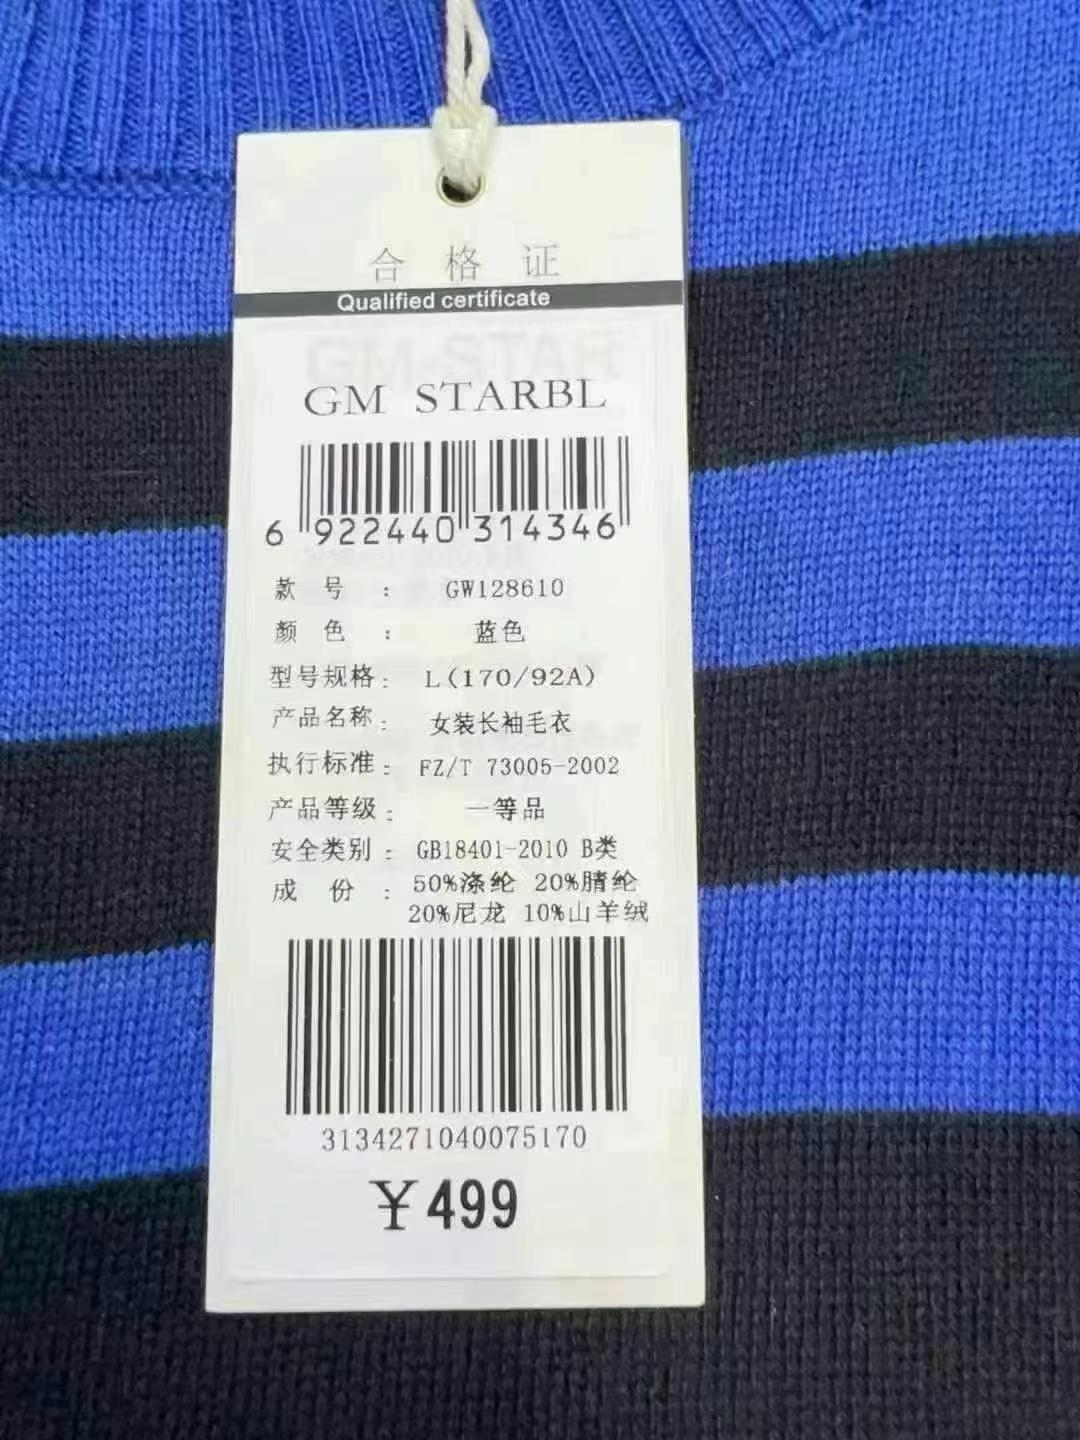 合格证
Qualified certificate
GM STARBL
6 922440 314346
款号: GW128610
颜色: 蓝色
型号规格: L(170/92A)
产品名称: 女装长袖毛衣
执行标准: FZ/T 73005-2002
产品等级: 一等品
安全类别: GB18401-2010 B类
成份: 50%涤纶 20%腈纶
20%尼龙 10%山羊绒
3134271040075170
¥499